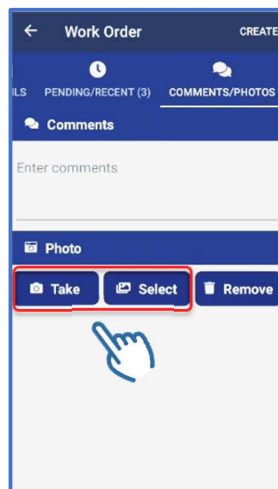 Work Order CREATE
ILS PENDING/RECENT (3) COMMENTS/PHOTOS
Comments
Enter comments
Photo
Take Select Remove